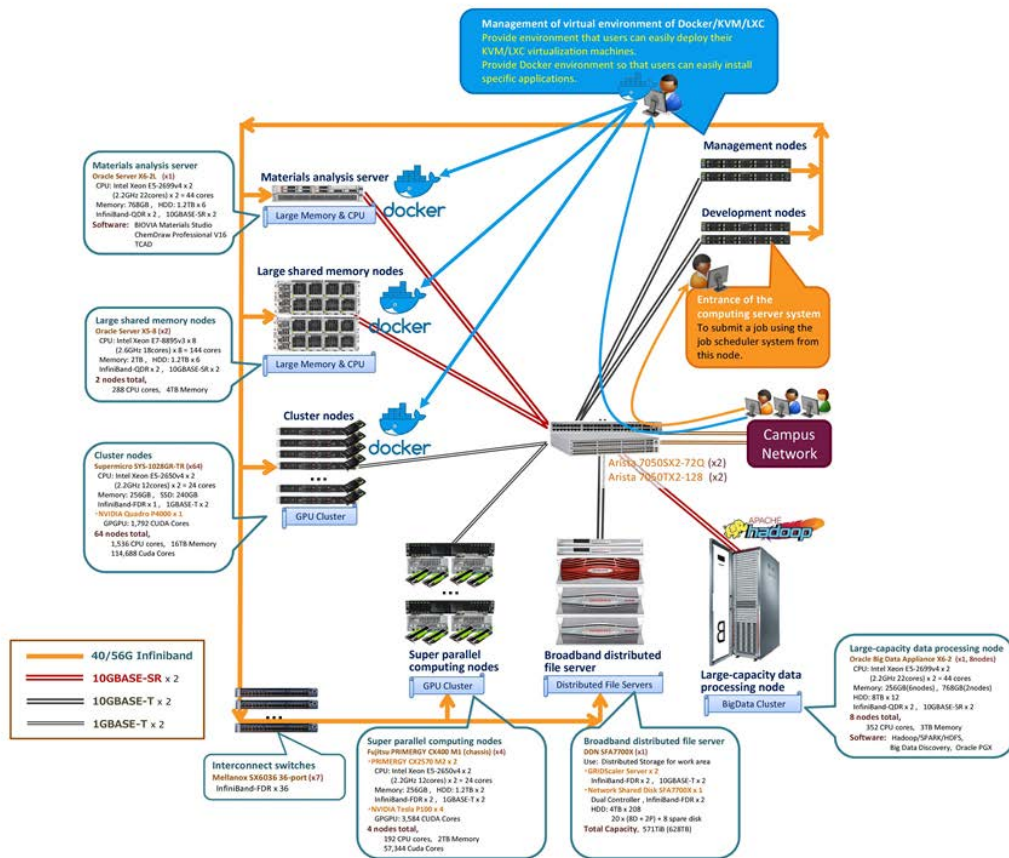 Management of virtual environment of Docker/KVM/LXC
Provide environment that users can easily deploy their
KVM/LXC virtualization machines.
Provide Docker environment so that users can easily install
specific applications.
Management nodes
Development nodes
Entrance of the
computing server system
To submit a job using the
job scheduler system from
this node.
Materials analysis server
Oracle Server X6-2L (x1)
CPU: Intel Xeon E5-2699v4 x 2
(2.2GHz 22cores) x 2 = 44 cores
Memory: 768GB , HDD: 1.2TB x 6
InfiniBand-QDR x 2 , 10GBASE-SR x 2
Software: BIOVIA Materials Studio
ChemDraw Professional V16
TCAD
Materials analysis server
Large Memory & CPU
docker
Large shared memory nodes
Oracle Server X5-8 (x2)
CPU: Intel Xeon E7-8895v3 x 8
(2.6GHz 18cores) x 8 = 144 cores
Memory: 2TB , HDD: 1.2TB x 6
InfiniBand-QDR x 2 , 10GBASE-SR x 2
2 nodes total,
288 CPU cores, 4TB Memory
Large shared memory nodes
Large Memory & CPU
docker
Cluster nodes
Supermicro SYS-1028GR-TR (x64)
CPU: Intel Xeon E5-2650v4 x 2
(2.2GHz 12cores) x 2 = 24 cores
Memory: 256GB , SSD: 240GB
InfiniBand-FDR x 1 , 1GBASE-T x 2
・NVIDIA Quadro P4000 x 1
GPGPU: 1,792 CUDA Cores
64 nodes total,
1,536 CPU cores, 16TB Memory
114,688 Cuda Cores
Cluster nodes
GPU Cluster
docker
Campus
Network
Arista 7050SX2-72Q (x2)
Arista 7050TX2-128 (x2)
APACHE
hadoop
Super parallel
computing nodes
GPU Cluster
Broadband distributed
file server
Distributed File Servers
Large-capacity data
processing node
BigData Cluster
Large-capacity data processing node
Oracle Big Data Appliance X6-2 (x1, 8nodes)
CPU: Intel Xeon E5-2699v4 x 2
(2.2GHz 22cores) x 2 = 44 cores
Memory: 256GB(6nodes) , 768GB(2nodes)
HDD: 8TB x 12
InfiniBand-QDR x 2 , 10GBASE-SR x 2
8 nodes total,
352 CPU cores, 3TB Memory
Software: Hadoop/SPARK/HDFS,
Big Data Discovery, Oracle PGX
40/56G Infiniband
10GBASE-SR x 2
10GBASE-T x 2
1GBASE-T x 2
Interconnect switches
Mellanox SX6036 36-port (x7)
InfiniBand-FDR x 36
Super parallel computing nodes
Fujitsu PRIMERGY CX400 M1 (chassis) (x4)
・PRIMERGY CX2570 M2 x 2
CPU: Intel Xeon E5-2650v4 x 2
(2.2GHz 12cores) x 2 = 24 cores
Memory: 256GB , HDD: 1.2TB x 2
InfiniBand-FDR x 2 , 1GBASE-T x 2
・NVIDIA Tesla P100 x 4
GPGPU: 3,584 CUDA Cores
4 nodes total,
192 CPU cores, 2TB Memory
57,344 Cuda Cores
Broadband distributed file server
DDN SFA7700X (x1)
Use: Distributed Storage for work area
・GRIDScaler Server x 2
InfiniBand-FDR x 2 , 10GBASE-T x 2
・Network Shared Disk SFA7700X x 1
Dual Controller , InfiniBand-FDR x 2
HDD: 4TB x 208
20 x (8D + 2P) + 8 spare disk
Total Capacity, 571TiB (628TB)